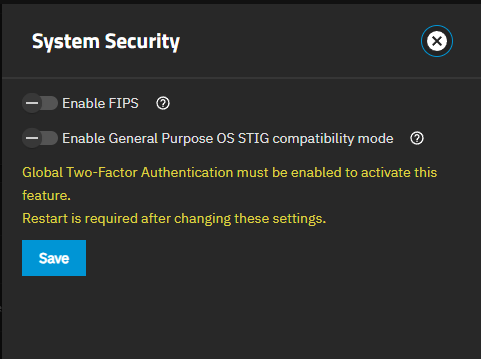 System Security
Enable FIPS
Enable General Purpose OS STIG compatibility mode
Global Two-Factor Authentication must be enabled to activate this
feature.
Restart is required after changing these settings.
Save